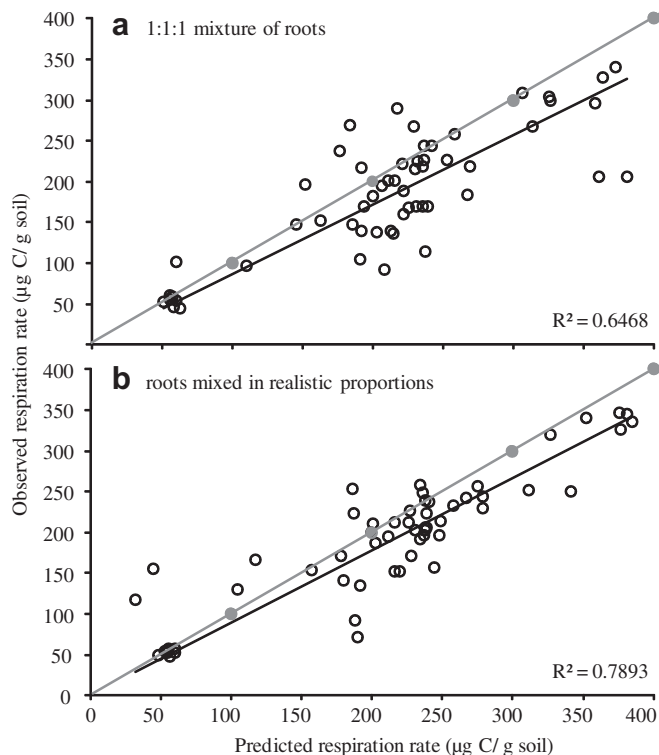 400
350
300
250
200
150
100
50
a 1:1:1 mixture of roots
R² = 0.6468
Observed respiration rate (µg C/ g soil)
400
350
300
250
200
150
100
50
0
b roots mixed in realistic proportions
R² = 0.7893
0 50 100 150 200 250 300 350 400
Predicted respiration rate (µg C/ g soil)